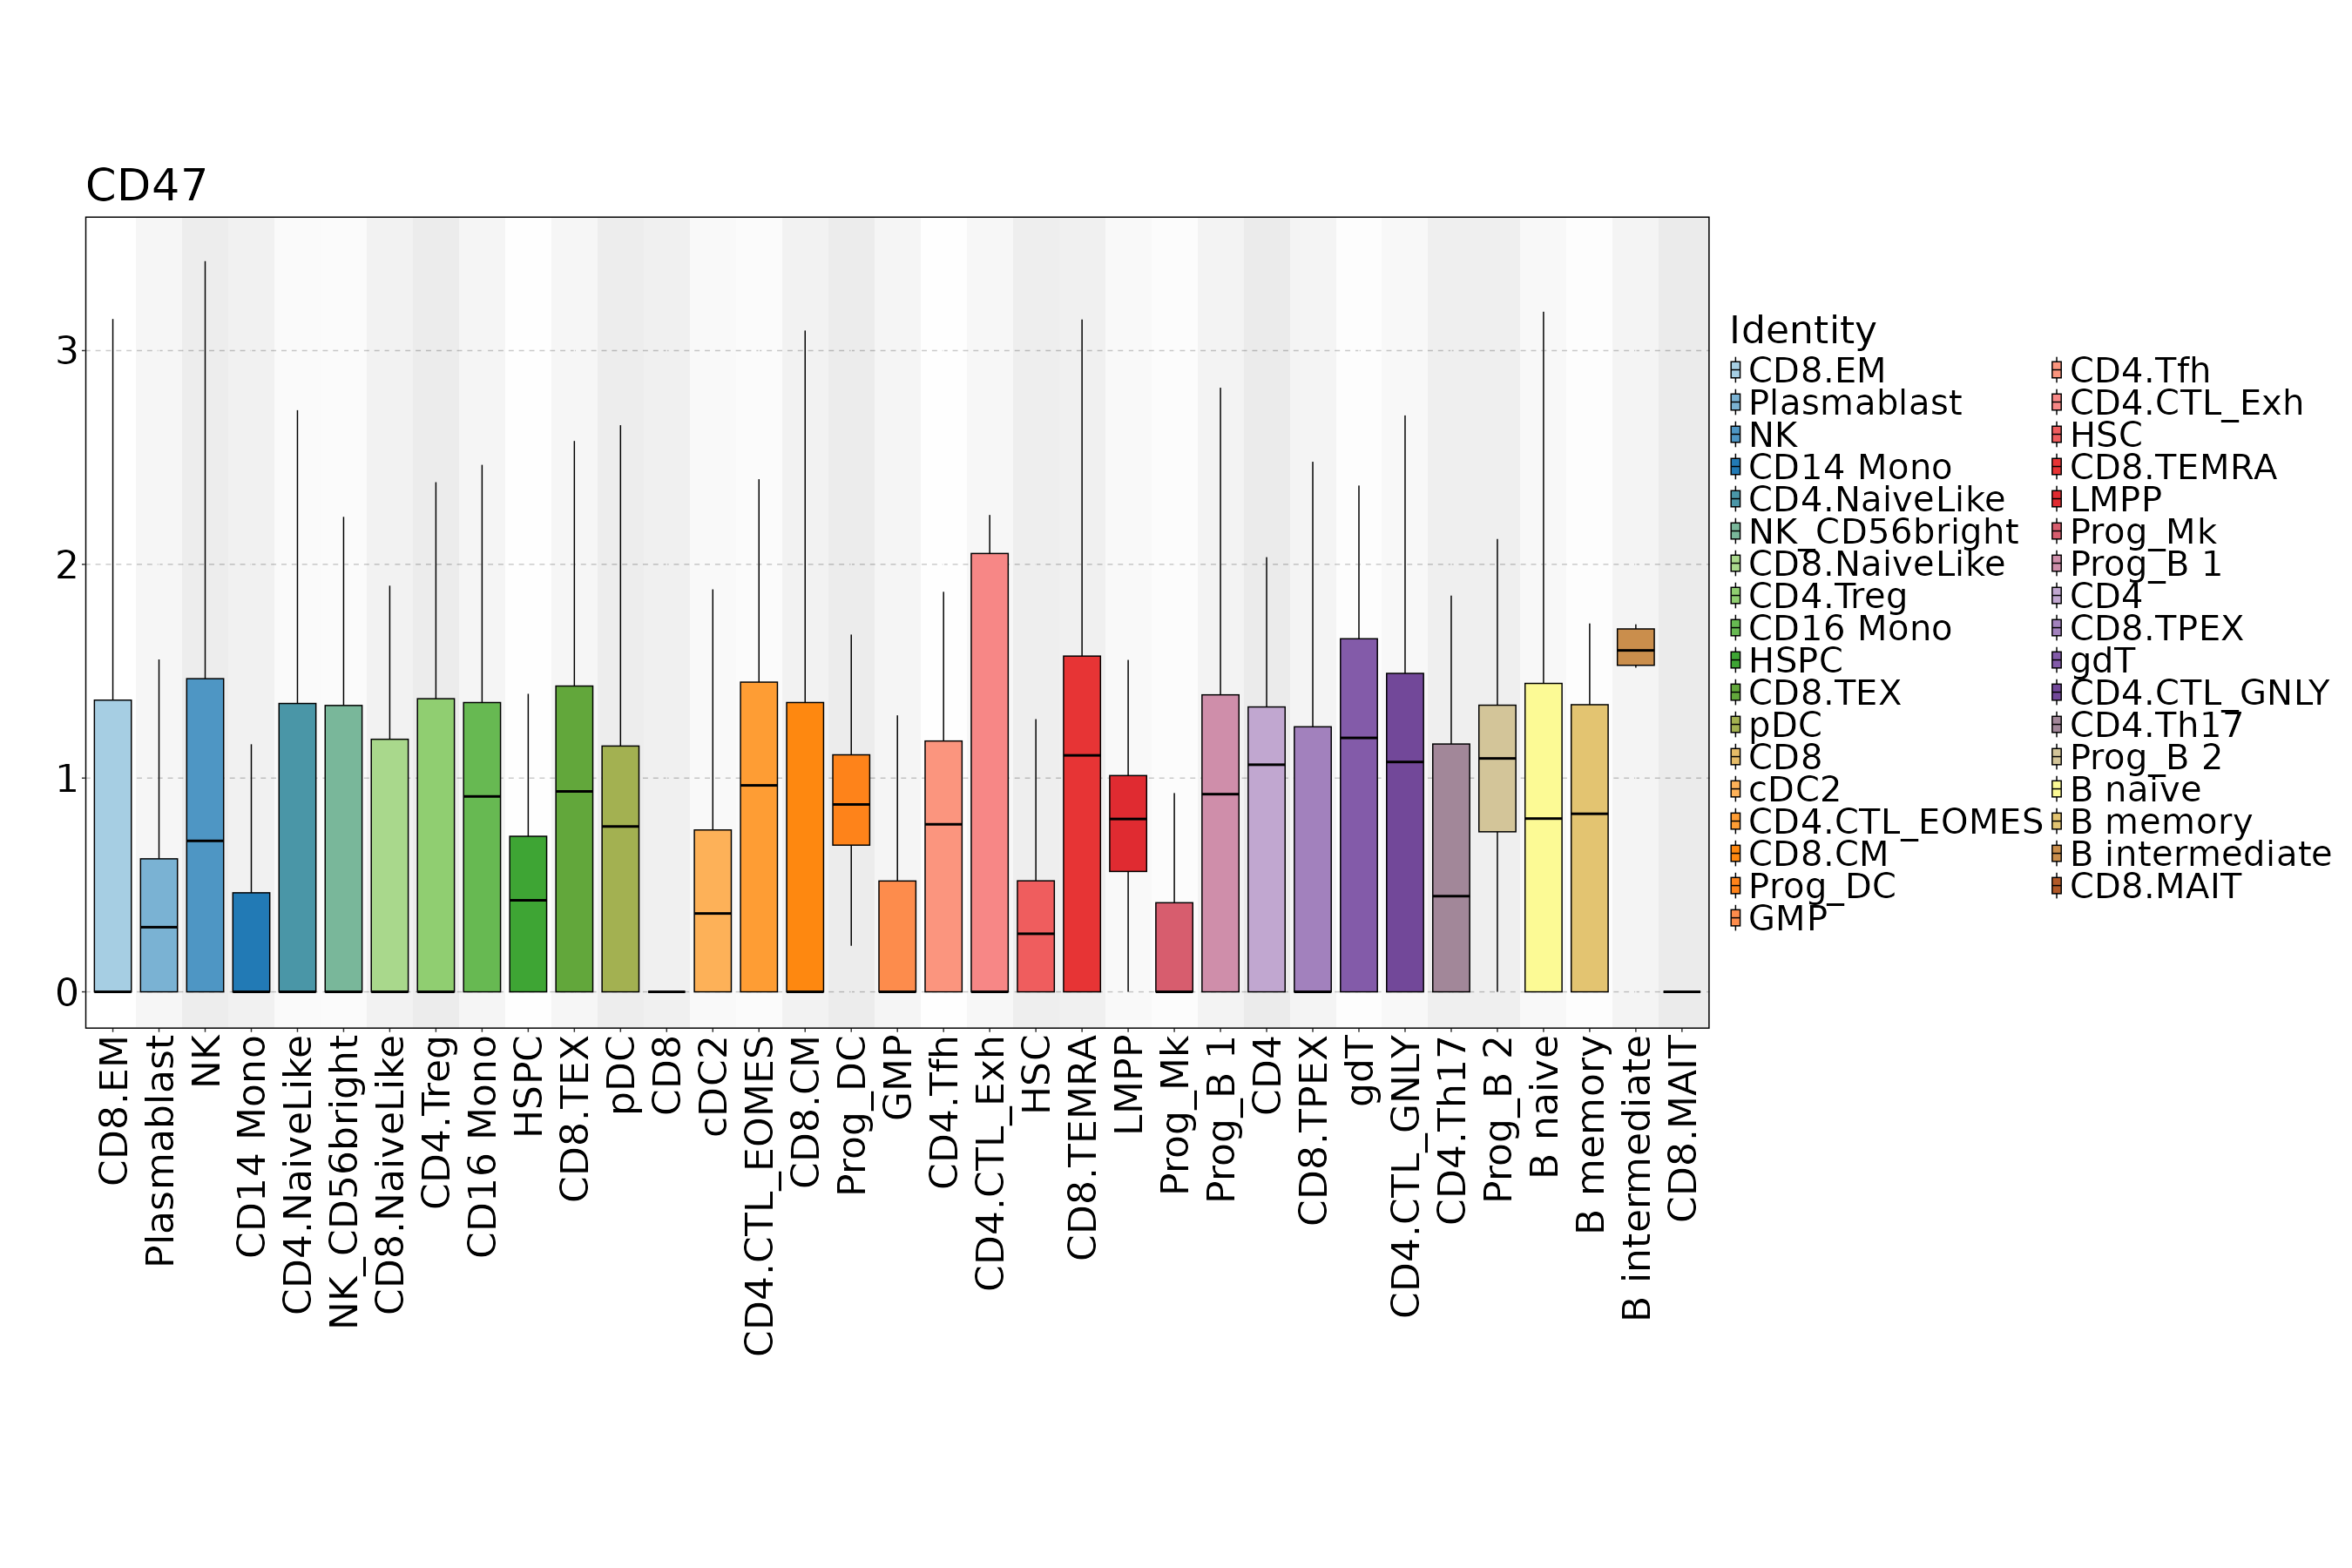 CD47
3
2
1
0
CD8.EM
Plasmablast
NK
CD14 Mono
CD4.NaiveLike
NK_CD56bright
CD8.NaiveLike
CD4.Treg
CD16 Mono
HSPC
CD8.TEX
pDC
CD8
cDC2
CD4.CTL_EOMES
CD8.CM
Prog_DC
GMP
CD4.Tfh
CD4.CTL_Exh
HSC
CD8.TEMRA
LMPP
Prog_Mk
Prog_B 1
CD4
CD8.TPEX
gdT
CD4.CTL_GNLY
CD4.Th17
Prog_B 2
B naive
B memory
B intermediate
CD8.MAIT
Identity
CD8.EM
Plasmablast
NK
CD14 Mono
CD4.NaiveLike
NK_CD56bright
CD8.NaiveLike
CD4.Treg
CD16 Mono
HSPC
CD8.TEX
pDC
CD8
cDC2
CD4.CTL_EOMES
CD8.CM
Prog_DC
GMP
CD4.Tfh
CD4.CTL_Exh
HSC
CD8.TEMRA
LMPP
Prog_Mk
Prog_B 1
CD4
CD8.TPEX
gdT
CD4.CTL_GNLY
CD4.Th17
Prog_B 2
B naive
B memory
B intermediate
CD8.MAIT